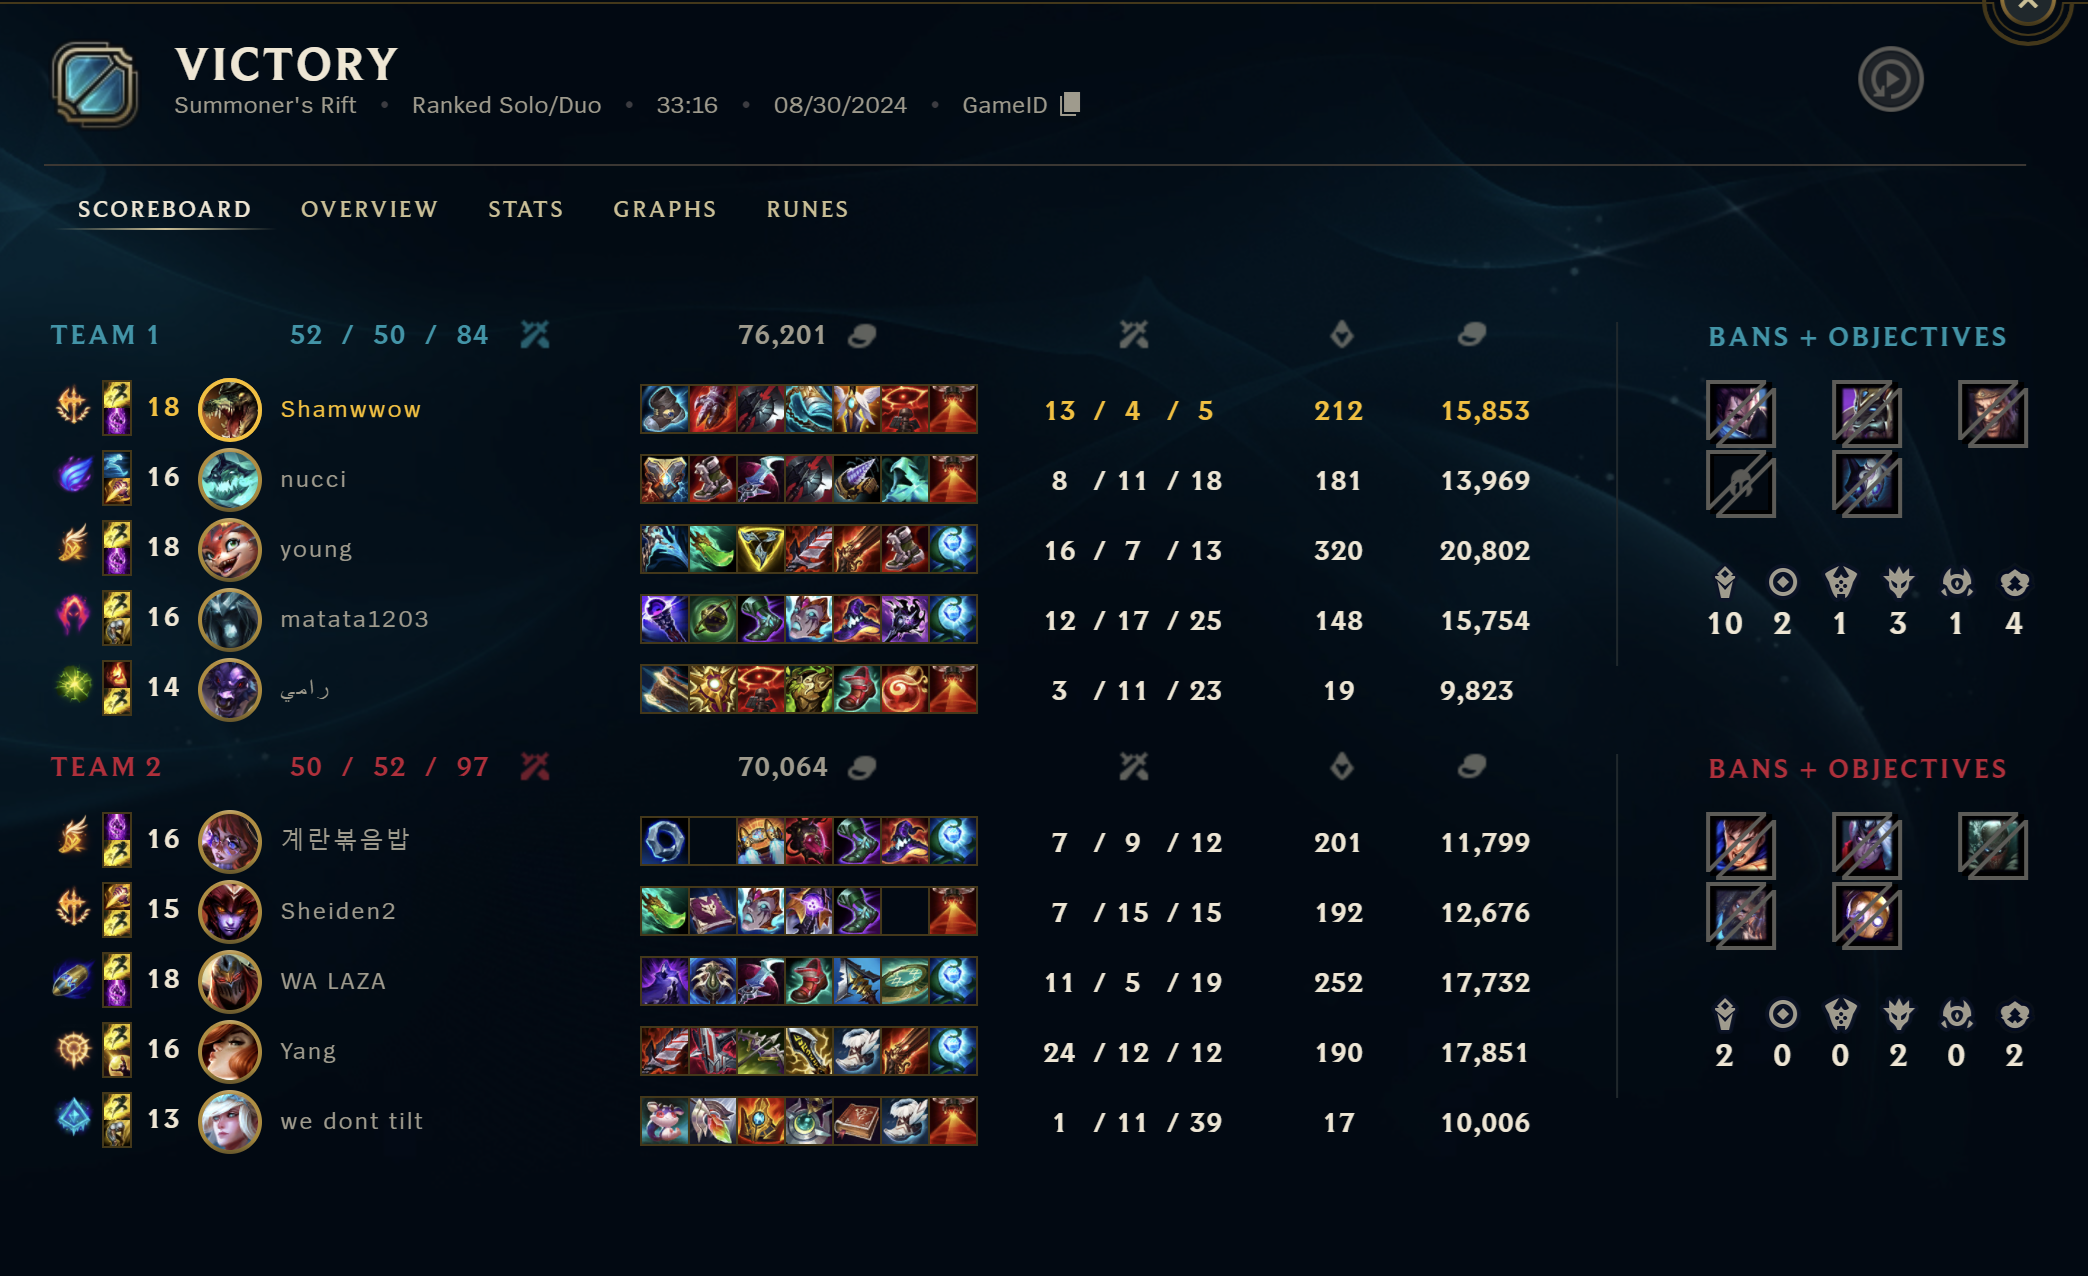 VICTORY
Summoner's Rift • Ranked Solo/Duo • 33:16 • 08/30/2024 • GameID
SCOREBOARD OVERVIEW STATS GRAPHS RUNES
TEAM 1 52 / 50 / 84 76,201 BANS + OBJECTIVES
18 Shamwwow 13 / 4 / 5 212 15,853
16 nucci 8 / 11 / 18 181 13,969
18 young 16 / 7 / 13 320 20,802
16 matata1203 12 / 17 / 25 148 15,754
10 2 1 3 1 4
14 رامي 3 / 11 / 23 19 9,823
TEAM 2 50 / 52 / 97 70,064 BANS + OBJECTIVES
16 계란볶음밥 7 / 9 / 12 201 11,799
15 Sheiden2 7 / 15 / 15 192 12,676
18 WA LAZA 11 / 5 / 19 252 17,732
16 Yang 24 / 12 / 12 190 17,851
2 0 0 2 0 2
13 we dont tilt 1 / 11 / 39 17 10,006